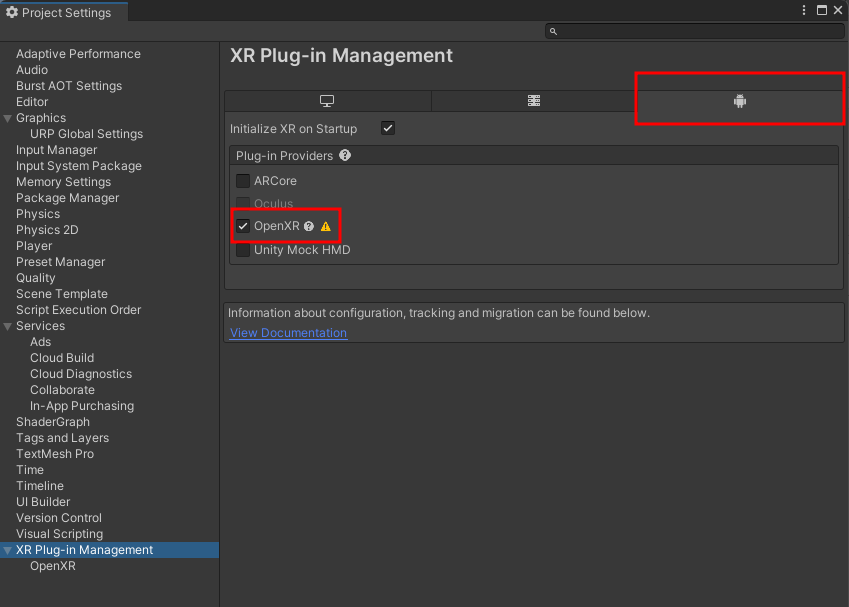 Project Settings
Adaptive Performance
Audio
Burst AOT Settings
Editor
Graphics
URP Global Settings
Input Manager
Input System Package
Memory Settings
Package Manager
Physics
Physics 2D
Player
Preset Manager
Quality
Scene Template
Script Execution Order
Services
Ads
Cloud Build
Cloud Diagnostics
Collaborate
In-App Purchasing
ShaderGraph
Tags and Layers
TextMesh Pro
Time
Timeline
UI Builder
Version Control
Visual Scripting
XR Plug-in Management
OpenXR
XR Plug-in Management
Initialize XR on Startup
Plug-in Providers
ARCore
Oculus
OpenXR
Unity Mock HMD
Information about configuration, tracking and migration can be found below.
View Documentation